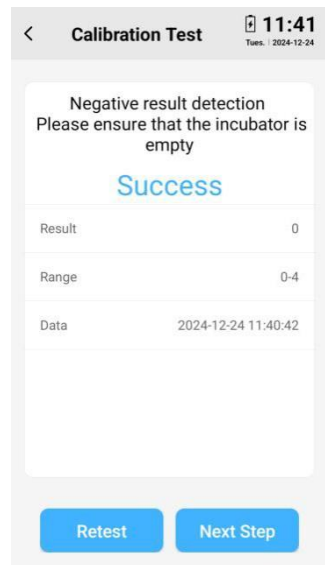 Calibration Test
11:41
Tues. 2024-12-24
Negative result detection
Please ensure that the incubator is
empty
Success
Result 0
Range 0-4
Data 2024-12-24 11:40:42
Retest
Next Step